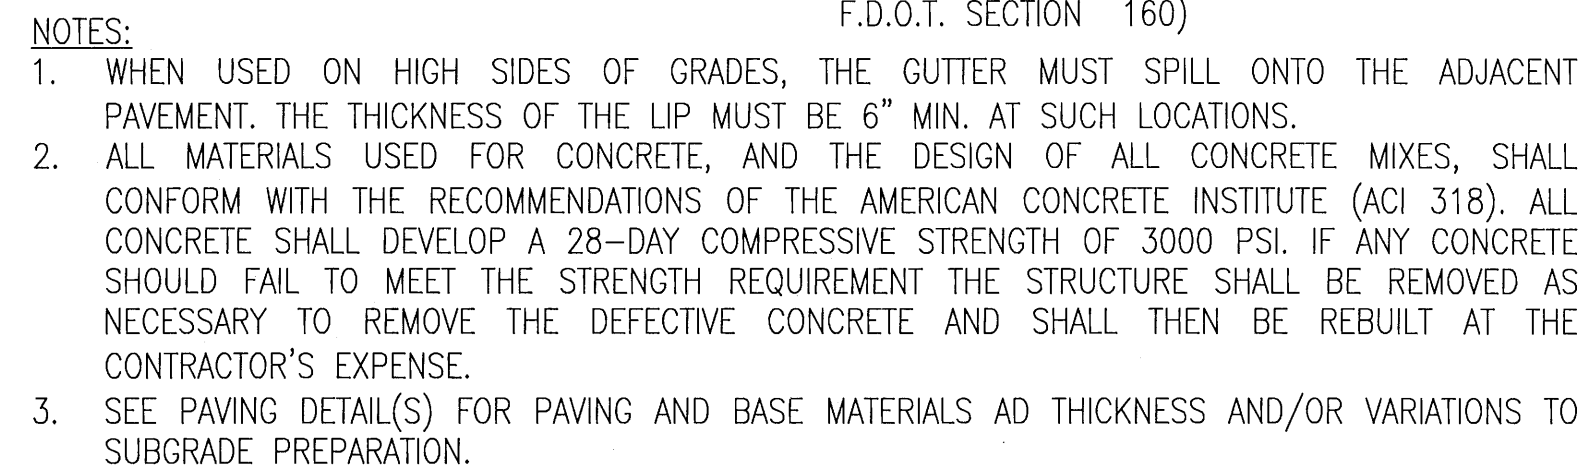 F.D.O.T. SECTION 160)
NOTES:
1. WHEN USED ON HIGH SIDES OF GRADES, THE GUTTER MUST SPILL ONTO THE ADJACENT
PAVEMENT. THE THICKNESS OF THE LIP MUST BE 6" MIN. AT SUCH LOCATIONS.
2. ALL MATERIALS USED FOR CONCRETE, AND THE DESIGN OF ALL CONCRETE MIXES, SHALL
CONFORM WITH THE RECOMMENDATIONS OF THE AMERICAN CONCRETE INSTITUTE (ACI 318). ALL
CONCRETE SHALL DEVELOP A 28-DAY COMPRESSIVE STRENGTH OF 3000 PSI. IF ANY CONCRETE
SHOULD FAIL TO MEET THE STRENGTH REQUIREMENT THE STRUCTURE SHALL BE REMOVED AS
NECESSARY TO REMOVE THE DEFECTIVE CONCRETE AND SHALL THEN BE REBUILT AT THE
CONTRACTOR'S EXPENSE.
3. SEE PAVING DETAIL(S) FOR PAVING AND BASE MATERIALS AD THICKNESS AND/OR VARIATIONS TO
SUBGRADE PREPARATION.